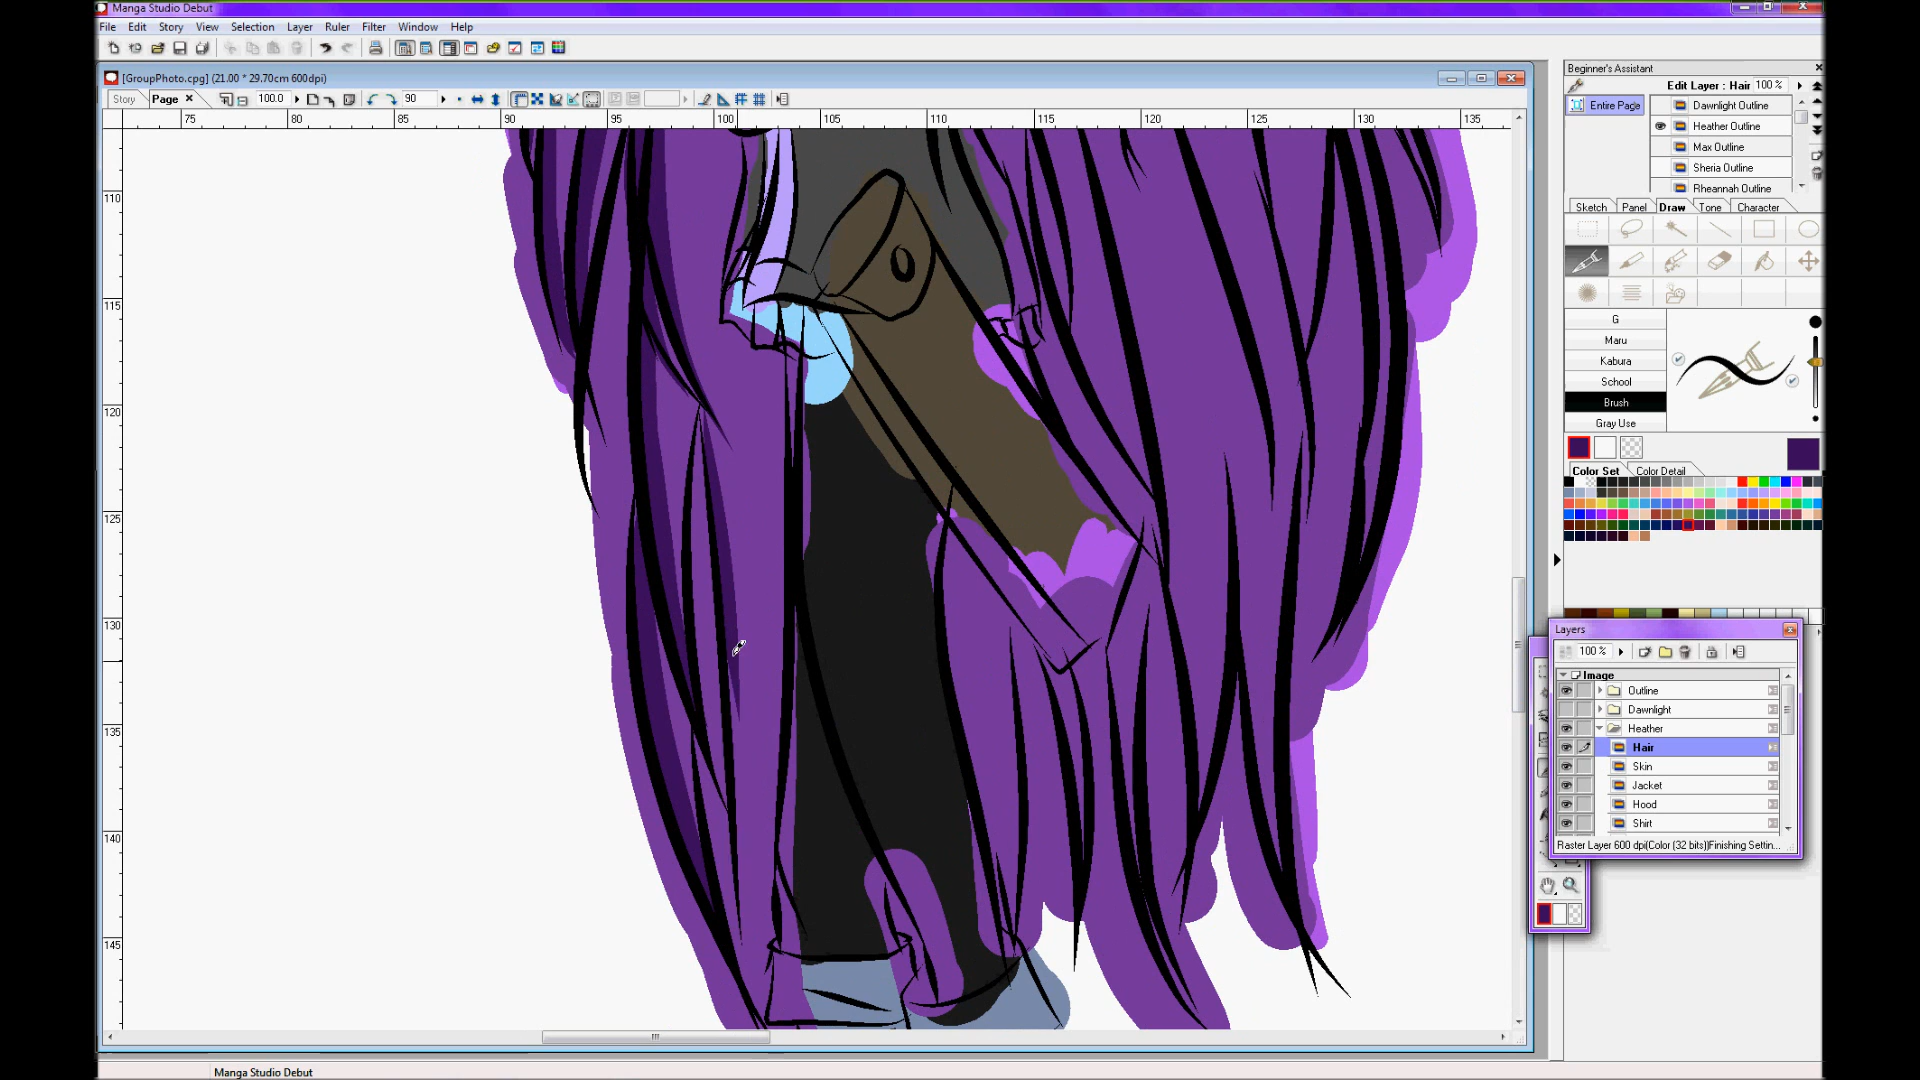 Manga Studio Debut
File Edit Story View Selection Layer Ruler Filter Window Help
[GroupPhoto.cpg] (21.00 * 29.70cm 600dpi)
Story Page 100.0 90
75 80 85 90 95 100 105 110 115 120 125 130 135
110
115
120
125
130
135
140
145
Beginner's Assistant
Edit Layer : Hair 100 %
Entire Page
Dawnlight Outline
Heather Outline
Max Outline
Sheria Outline
Rheannah Outline
Sketch Panel Draw Tone Character
G
Maru
Kabura
School
Brush
Gray Use
Color Set Color Detail
Layers
100 %
Image
Outline
Dawnlight
Heather
Hair
Skin
Jacket
Hood
Shirt
Raster Layer 600 dpi(Color (32 bits))Finishing Settin...
Manga Studio Debut